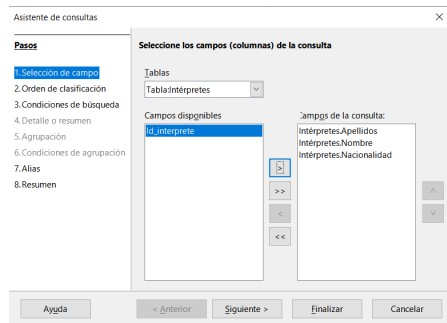 Asistente de consultas
Pasos
1.Selección de campo
2.Orden de clasificación
3.Condiciones de búsqueda
4.Detalle o resumen
5.Agrupación
6.Condiciones de agrupación
7.Alias
8.Resumen
Seleccione los campos (columnas) de la consulta
Tablas
Tabla:Intérpretes
Campos disponibles
Id_interprete
>
>>
<
<<
Campos de la consulta:
Intérpretes.Apellidos
Intérpretes.Nombre
Intérpretes.Nacionalidad
Ayuda
< Anterior
Siguiente >
Finalizar
Cancelar